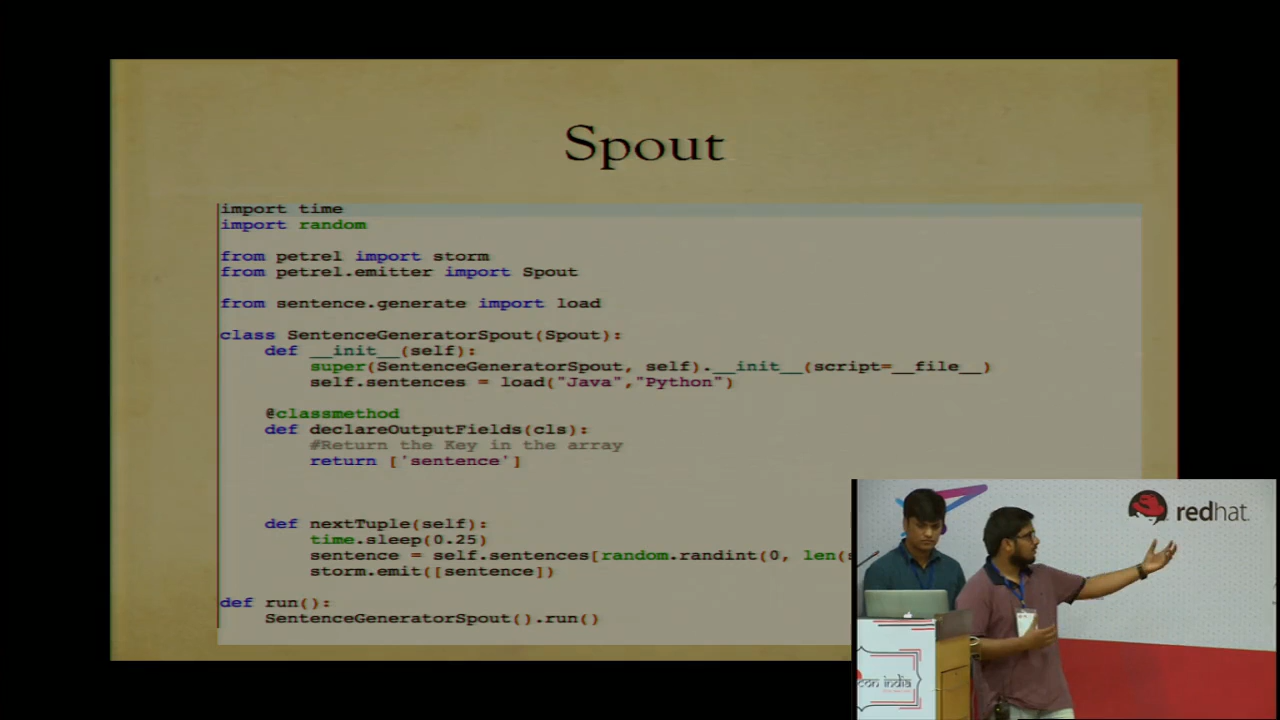 Spout
import time
import random
from petrel import storm
from petrel.emitter import Spout
from sentence.generate import load
class SentenceGeneratorSpout(Spout):
def __init__(self):
super(SentenceGeneratorSpout, self).__init__(script=__file__)
self.sentences = load("Java","Python")
@classmethod
def declareOutputFields(cls):
#Return the Key in the array
return ['sentence']
def nextTuple(self):
time.sleep(0.25)
sentence = self.sentences[random.randint(0, len(
storm.emit([sentence])
def run():
SentenceGeneratorSpout().run()
redhat.
con india